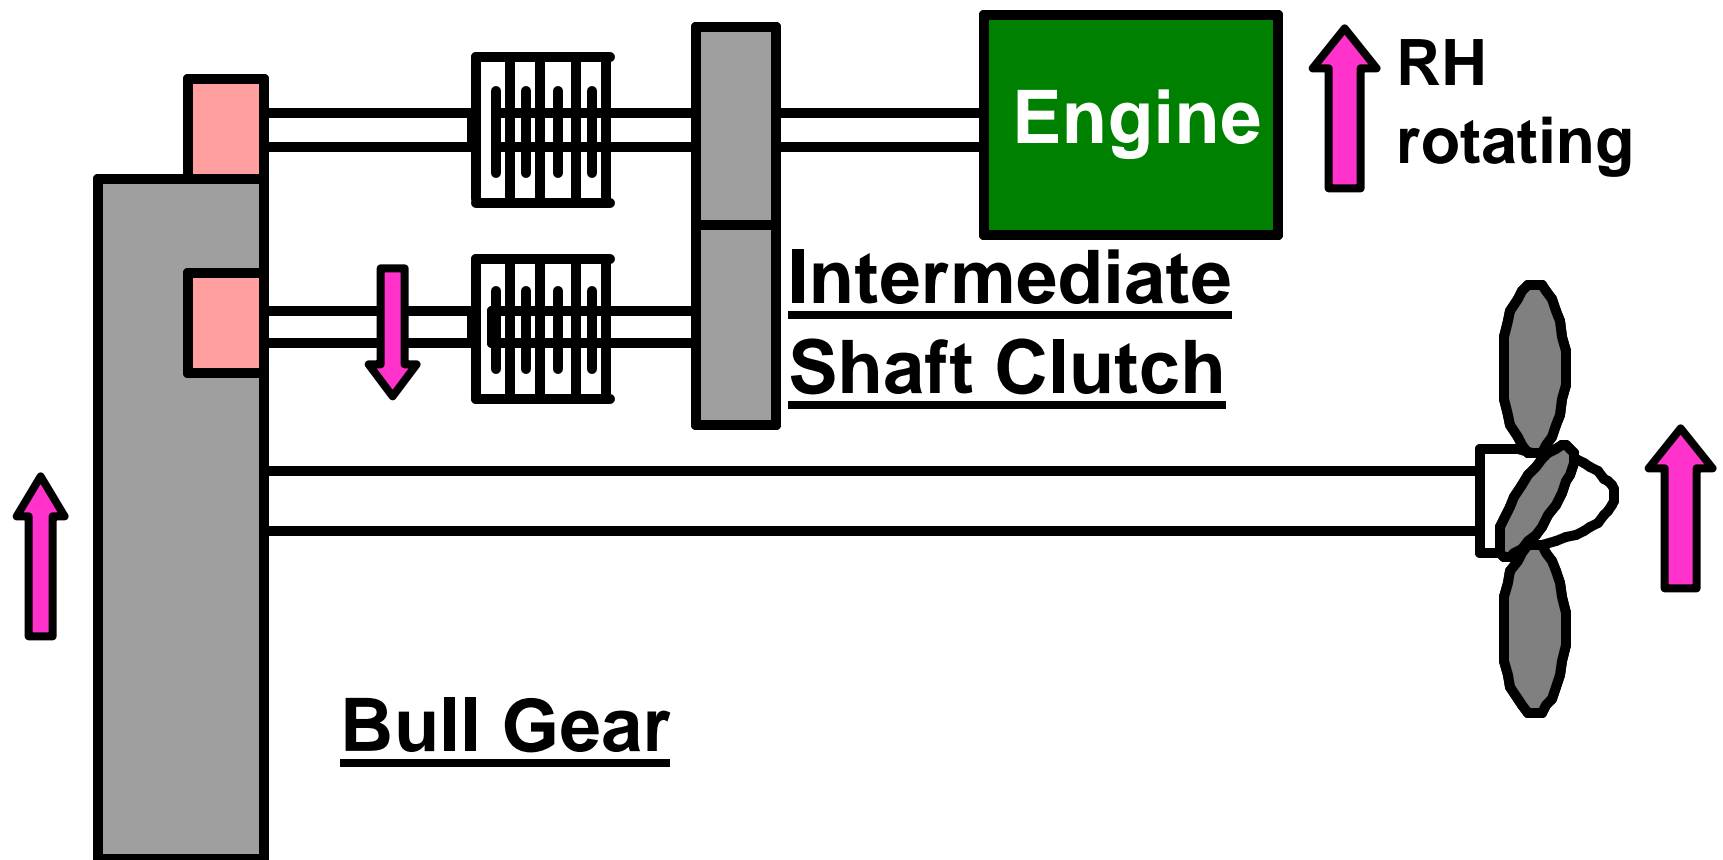 Engine
RH
rotating
Intermediate
Shaft Clutch
Bull Gear